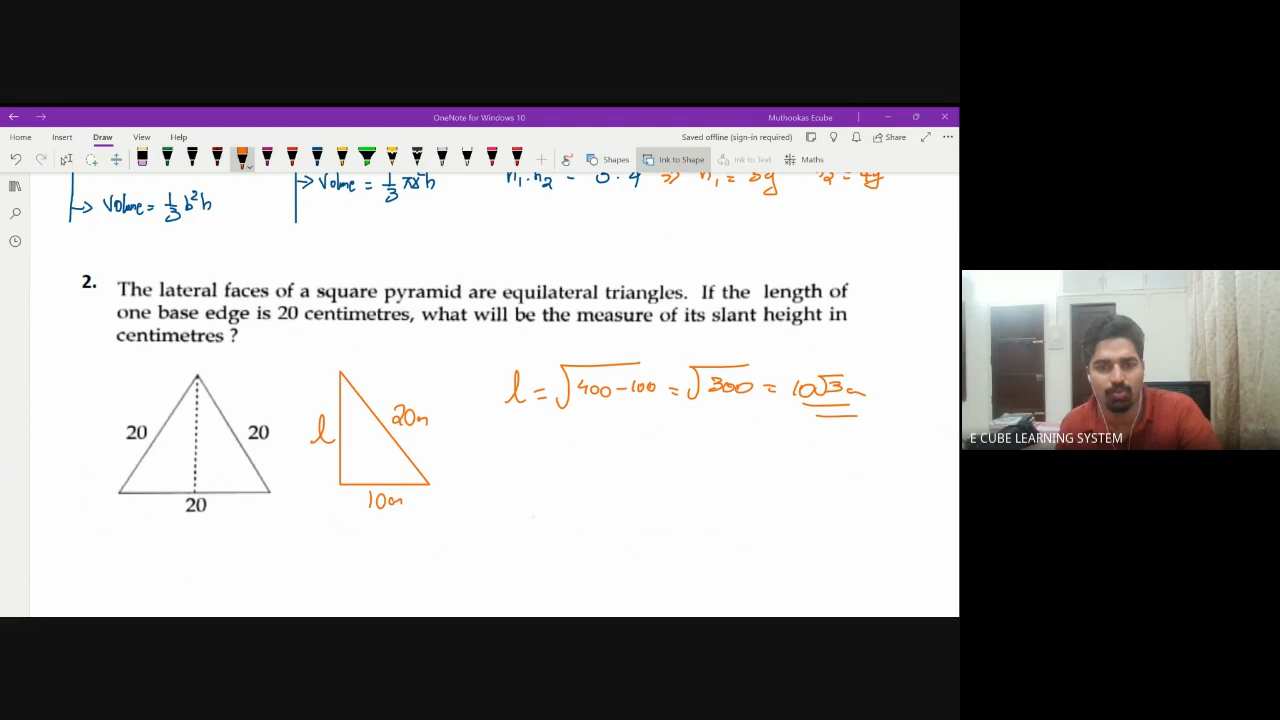 OneNote for Windows 10
Muthookas Ecube
Home Insert Draw View Help
Saved offline (sign-in required)
Share
Shapes
Ink to Shape
Ink to Text
Maths
Volume = 1/3 b²h
Volume = 1/3 πr²h
2. The lateral faces of a square pyramid are equilateral triangles. If the length of
one base edge is 20 centimetres, what will be the measure of its slant height in
centimetres ?
20
20
20
l
20cm
10cm
l = √400-100 = √300 = 10√3 cm
E CUBE LEARNING SYSTEM